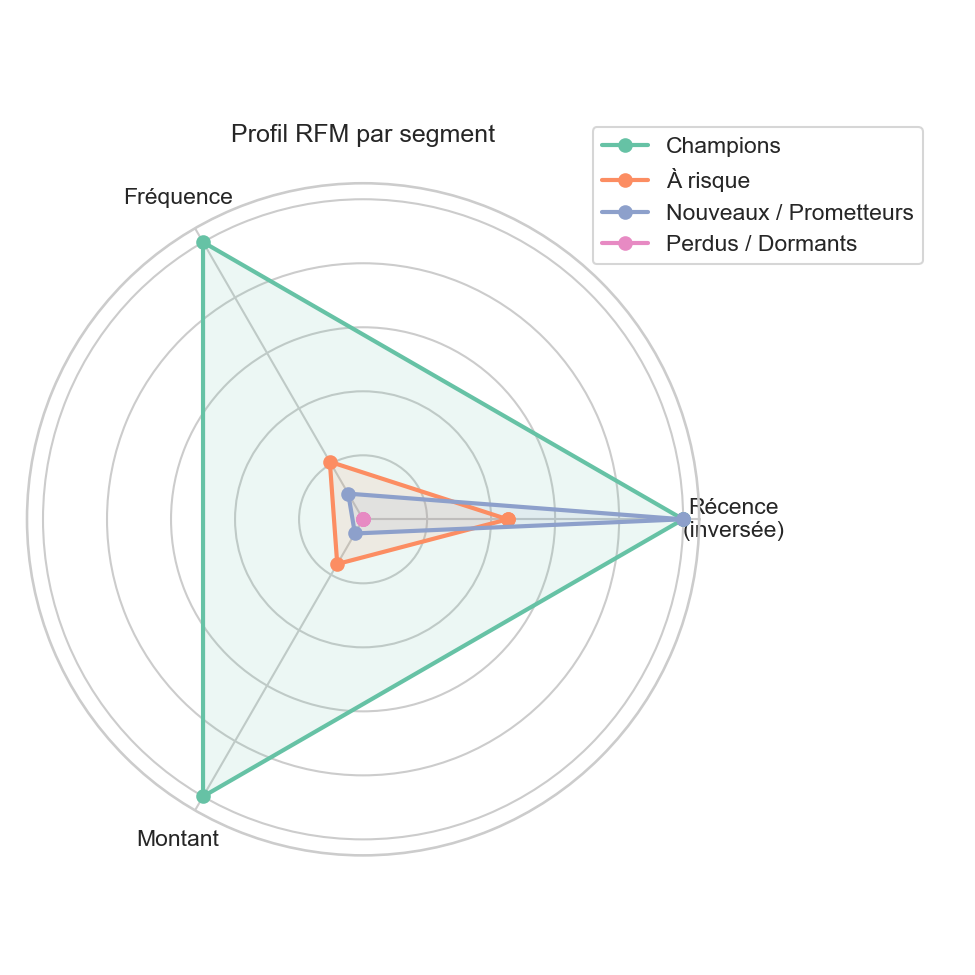 Profil RFM par segment
Champions
À risque
Nouveaux / Prometteurs
Perdus / Dormants
Fréquence
Récence
(inversée)
Montant